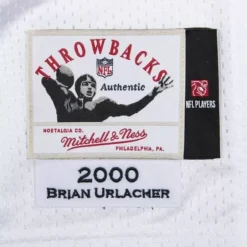 THROWBACKS
NFL
Authentic
NFL PLAYERS
NOSTALGIA CO.
Mitchell & Ness
PHILADELPHIA, PA.
2000
BRIAN URLACHER